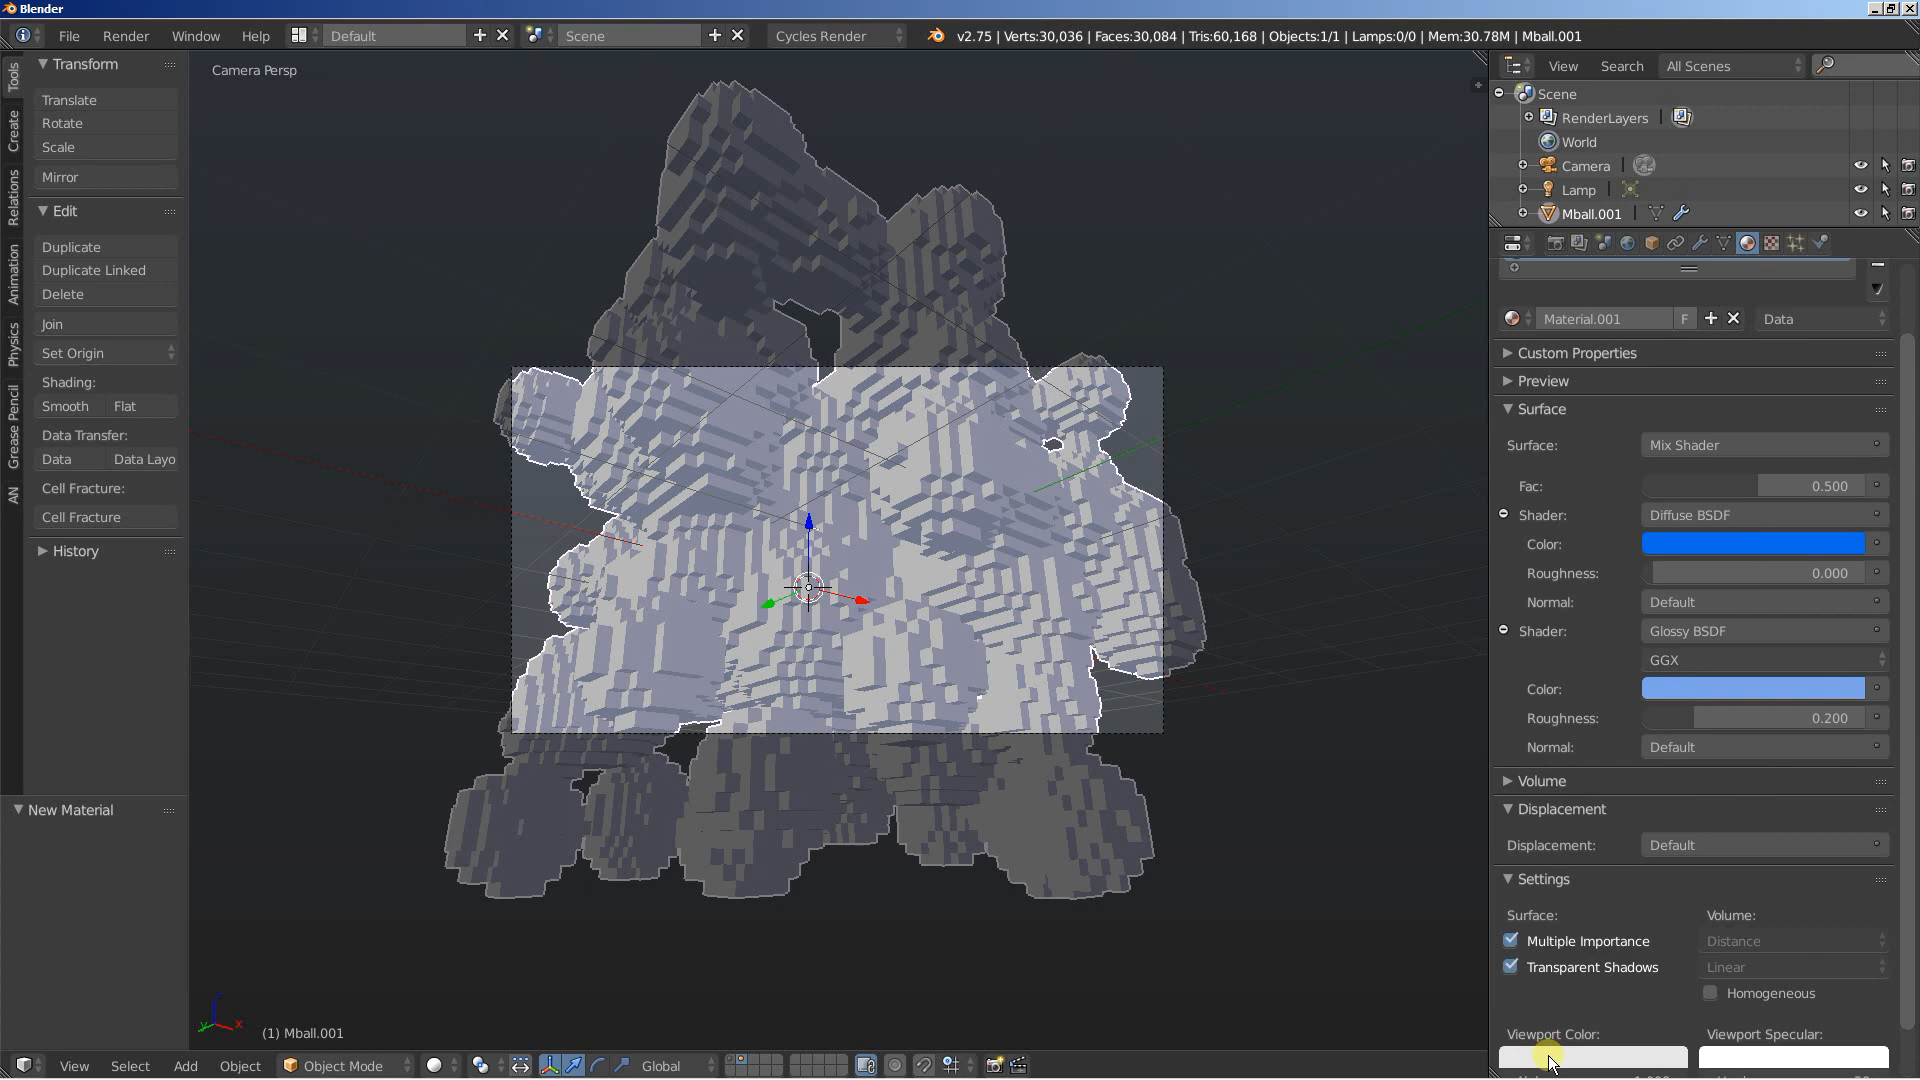 Blender
File Render Window Help Default Scene Cycles Render v2.75 | Verts:30,036 | Faces:30,084 | Tris:60,168 | Objects:1/1 | Lamps:0/0 | Mem:30.78M | Mball.001
Tools
Create
Relations
Animation
Physics
Grease Pencil
AN
Transform
Translate
Rotate
Scale
Mirror
Edit
Duplicate
Duplicate Linked
Delete
Join
Set Origin
Shading:
Smooth Flat
Data Transfer:
Data Data Layo
Cell Fracture:
Cell Fracture
History
New Material
Camera Persp
(1) Mball.001
View Select Add Object Object Mode Global
View Search All Scenes
Scene
RenderLayers
World
Camera
Lamp
Mball.001
Material.001 F Data
Custom Properties
Preview
Surface
Surface: Mix Shader
Fac: 0.500
Shader: Diffuse BSDF
Color:
Roughness: 0.000
Normal: Default
Shader: Glossy BSDF
GGX
Color:
Roughness: 0.200
Normal: Default
Volume
Displacement
Displacement: Default
Settings
Surface: Volume:
Multiple Importance Distance
Transparent Shadows Linear
Homogeneous
Viewport Color: Viewport Specular: